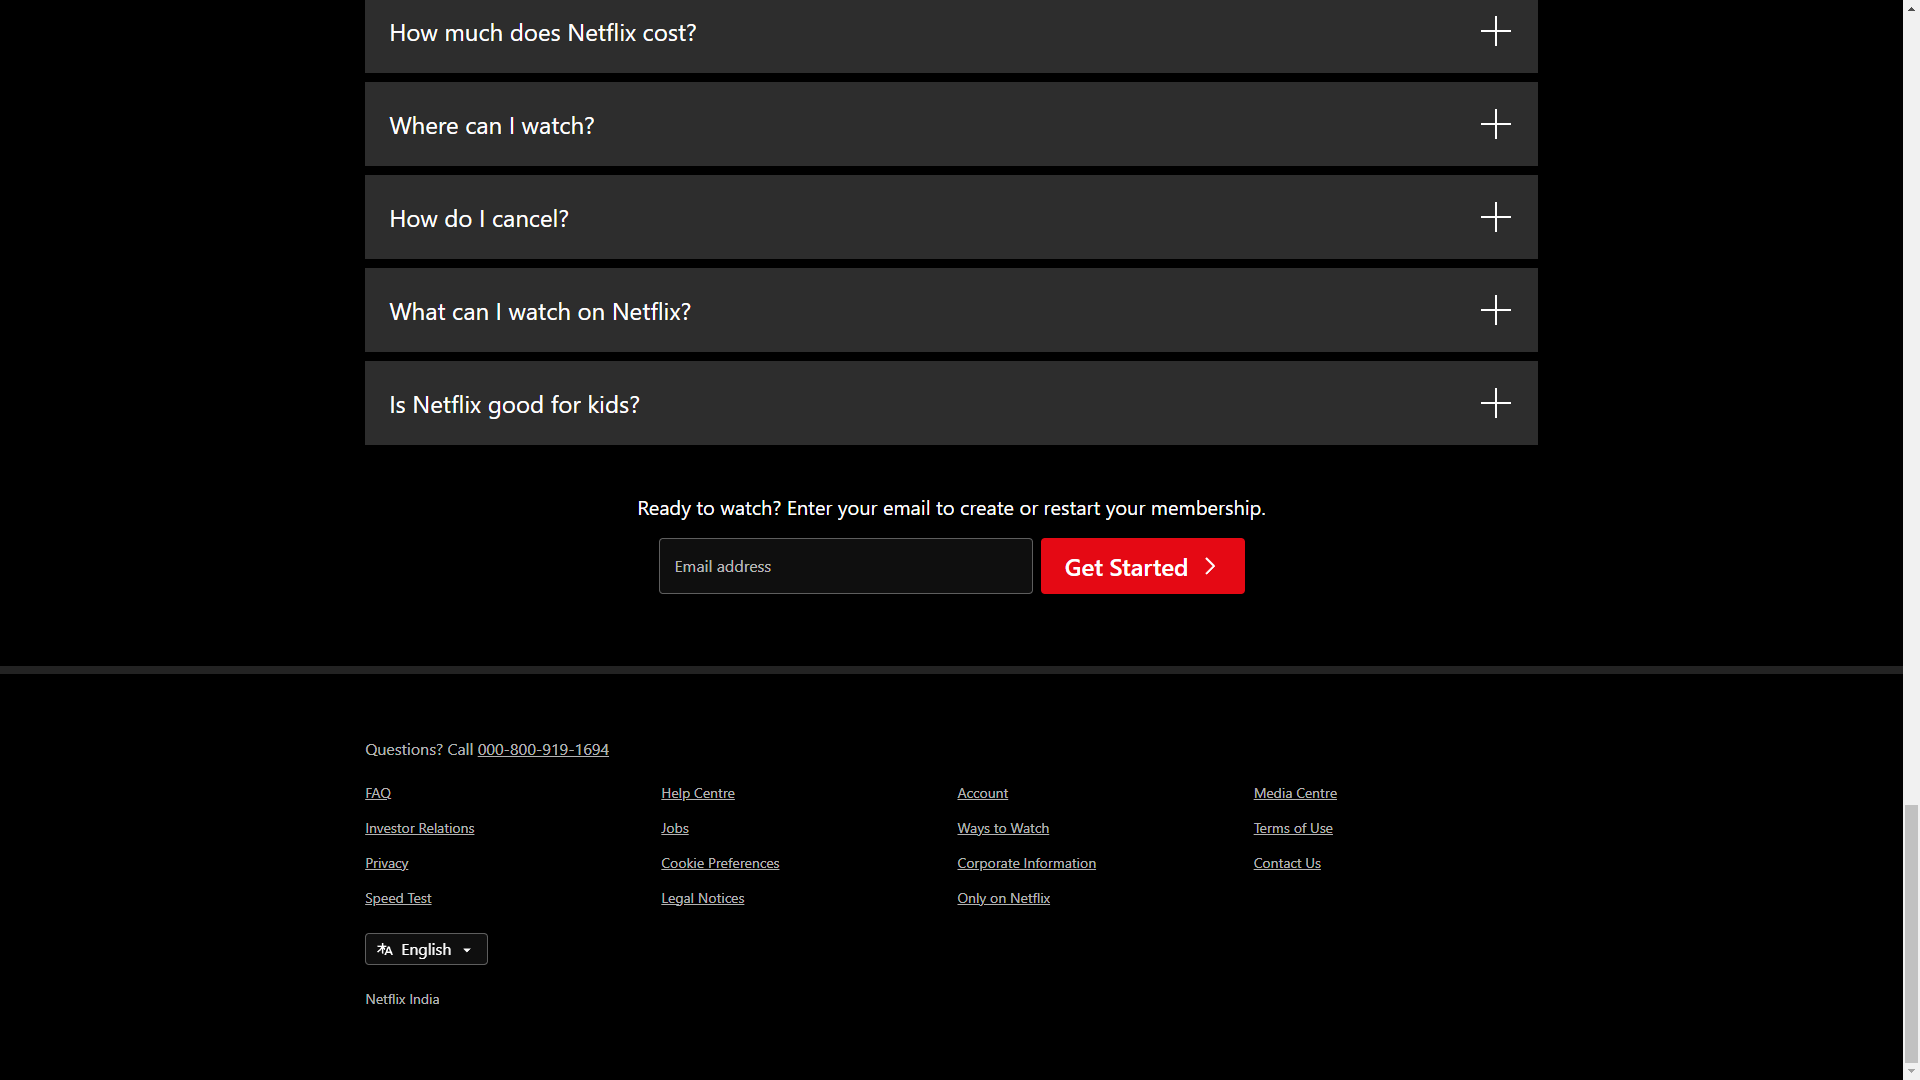 How much does Netflix cost?
Where can I watch?
How do I cancel?
What can I watch on Netflix?
Is Netflix good for kids?
Ready to watch? Enter your email to create or restart your membership.
Email address
Get Started
Questions? Call 000-800-919-1694
FAQ Help Centre Account Media Centre
Investor Relations Jobs Ways to Watch Terms of Use
Privacy Cookie Preferences Corporate Information Contact Us
Speed Test Legal Notices Only on Netflix
English
Netflix India